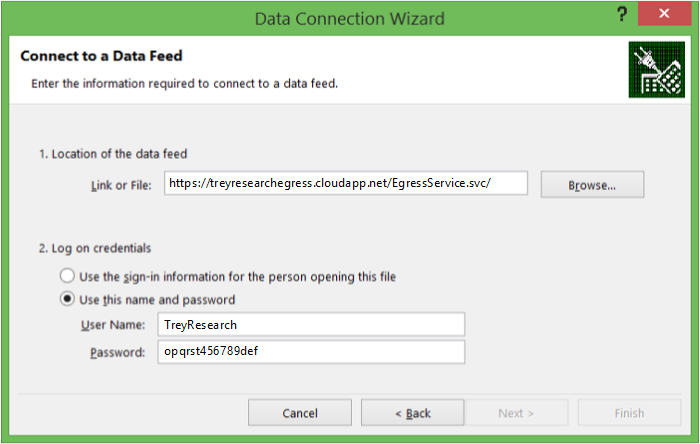 Data Connection Wizard
?
Connect to a Data Feed
Enter the information required to connect to a data feed.
1. Location of the data feed
Link or File: https://treyresearchegress.cloudapp.net/EgressService.svc/ Browse...
2. Log on credentials
Use the sign-in information for the person opening this file
Use this name and password
User Name: TreyResearch
Password: opqrst456789def
Cancel < Back Next > Finish